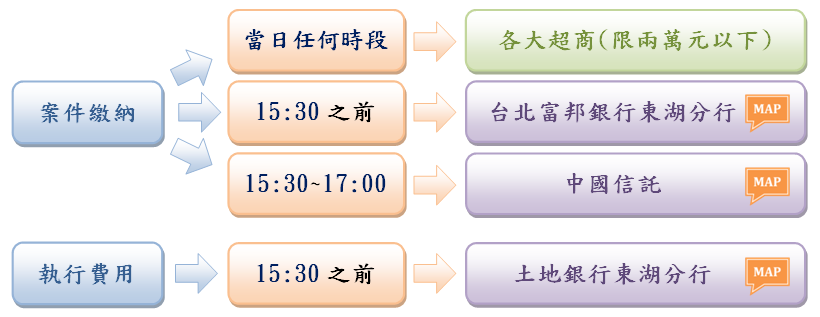 當日任何時段
各大超商(限兩萬元以下)
案件繳納
15:30 之前
台北富邦銀行東湖分行
MAP
15:30~17:00
中國信託
MAP
執行費用
15:30 之前
土地銀行東湖分行
MAP